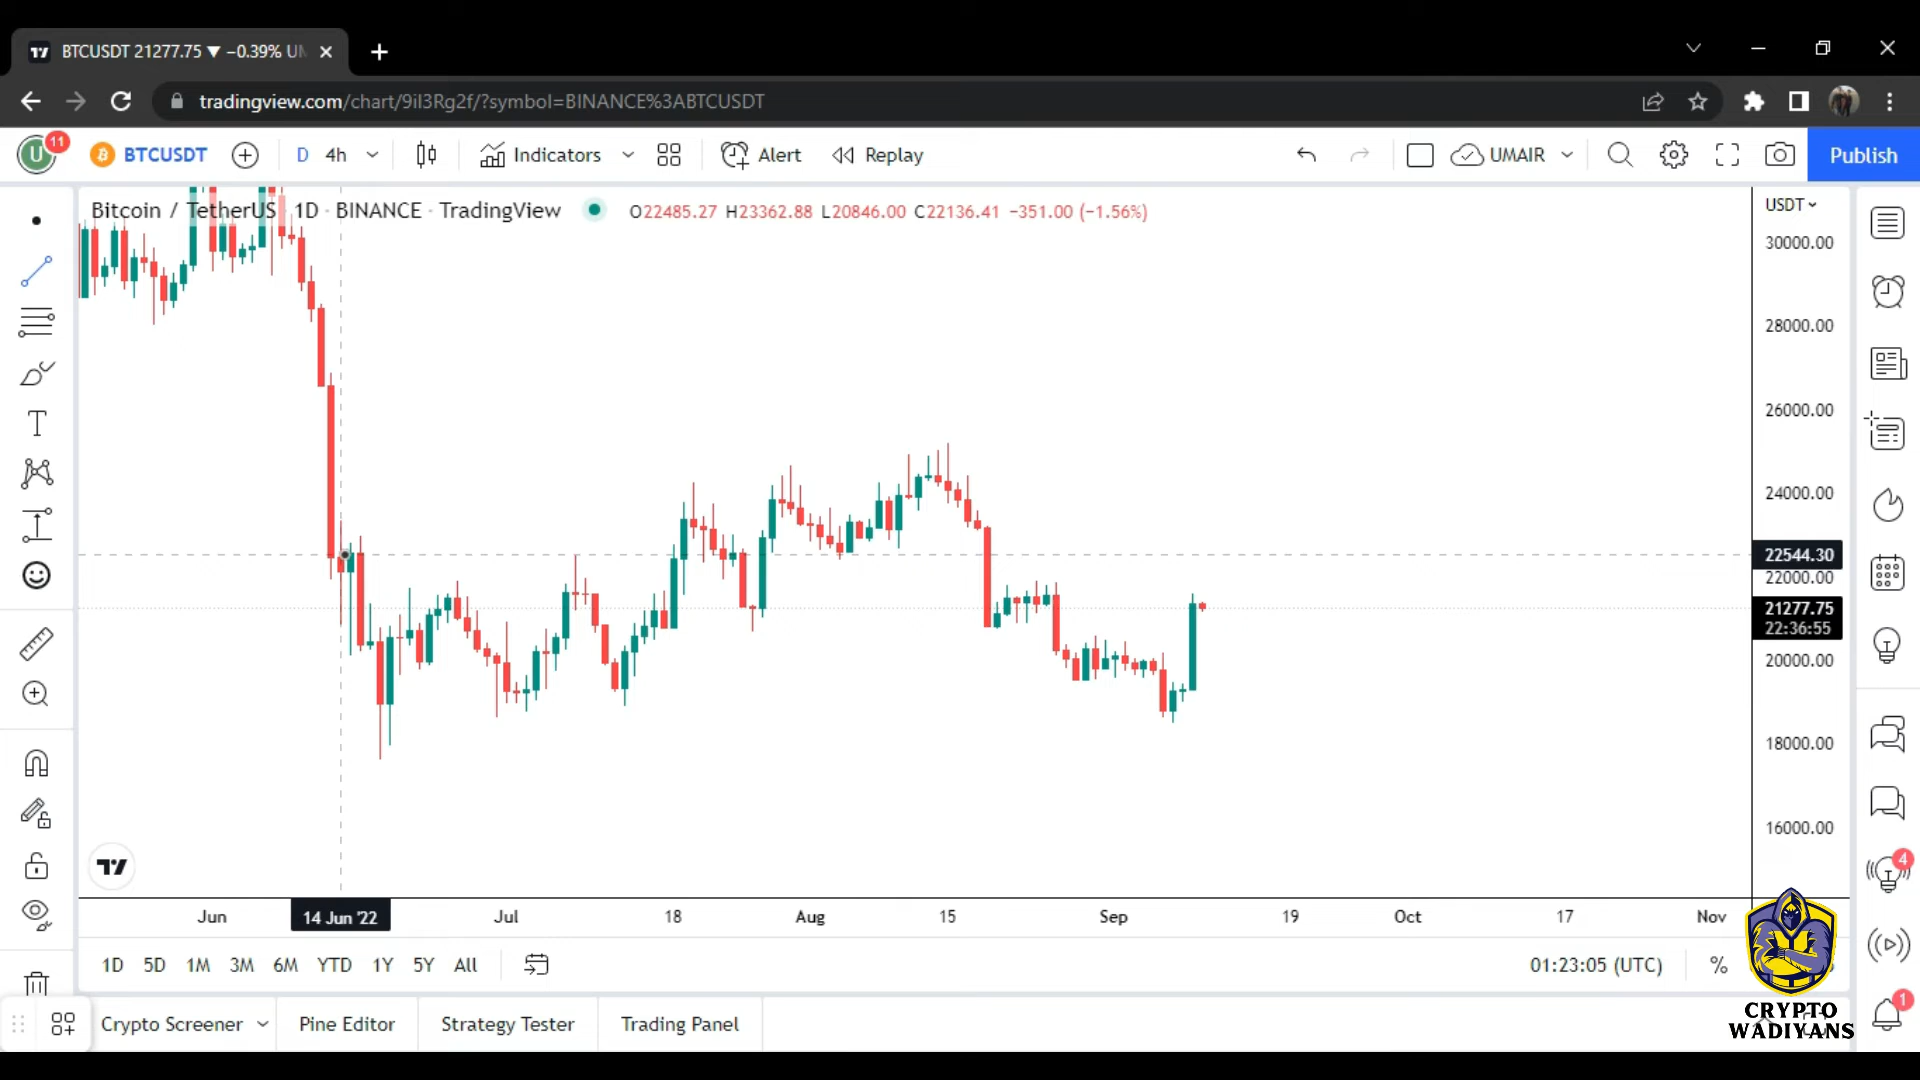 BTCUSDT 21277.75 ▼ −0.39% UN
tradingview.com/chart/9iI3Rg2f/?symbol=BINANCE%3ABTCUSDT
U 11 BTCUSDT D 4h Indicators Alert Replay UMAIR Publish
Bitcoin / TetherUS 1D · BINANCE · TradingView O22485.27 H23362.88 L20846.00 C22136.41 −351.00 (−1.56%)
USDT
30000.00
28000.00
26000.00
24000.00
22544.30
22000.00
21277.75
22:36:55
20000.00
18000.00
16000.00
4
Jun 14 Jun '22 Jul 18 Aug 15 Sep 19 Oct 17 Nov
1D 5D 1M 3M 6M YTD 1Y 5Y All 01:23:05 (UTC) %
1
Crypto Screener Pine Editor Strategy Tester Trading Panel
CRYPTO
WADIYANS